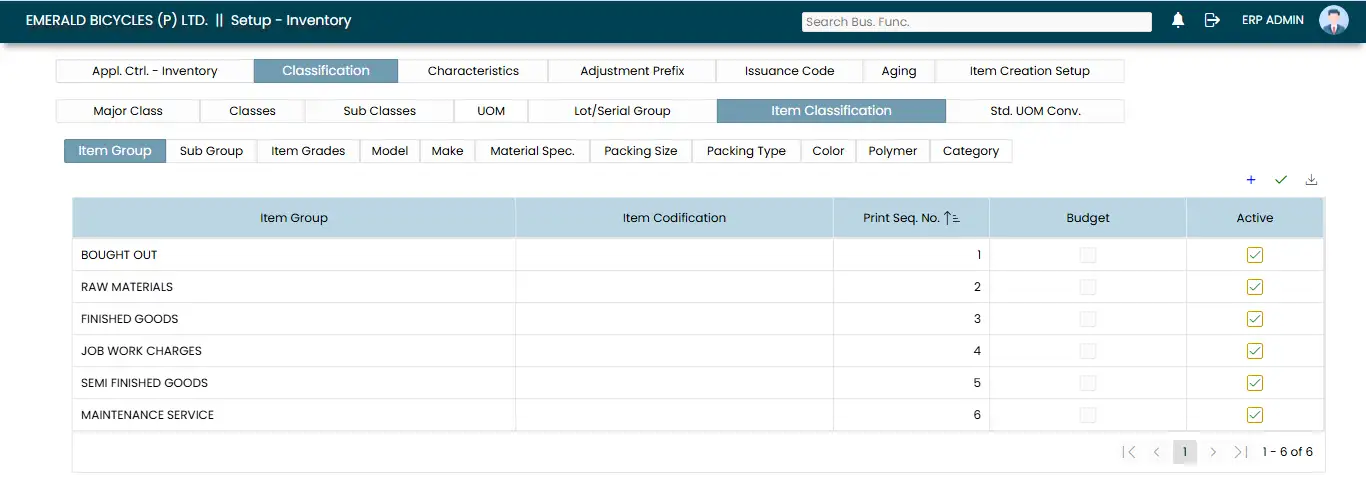 EMERALD BICYCLES (P) LTD. || Setup - Inventory Search Bus. Func. ERP ADMIN
Appl. Ctrl. - Inventory Classification Characteristics Adjustment Prefix Issuance Code Aging Item Creation Setup
Major Class Classes Sub Classes UOM Lot/Serial Group Item Classification Std. UOM Conv.
Item Group Sub Group Item Grades Model Make Material Spec. Packing Size Packing Type Color Polymer Category
Item Group Item Codification Print Seq. No. Budget Active
BOUGHT OUT 1
RAW MATERIALS 2
FINISHED GOODS 3
JOB WORK CHARGES 4
SEMI FINISHED GOODS 5
MAINTENANCE SERVICE 6
1 1 - 6 of 6